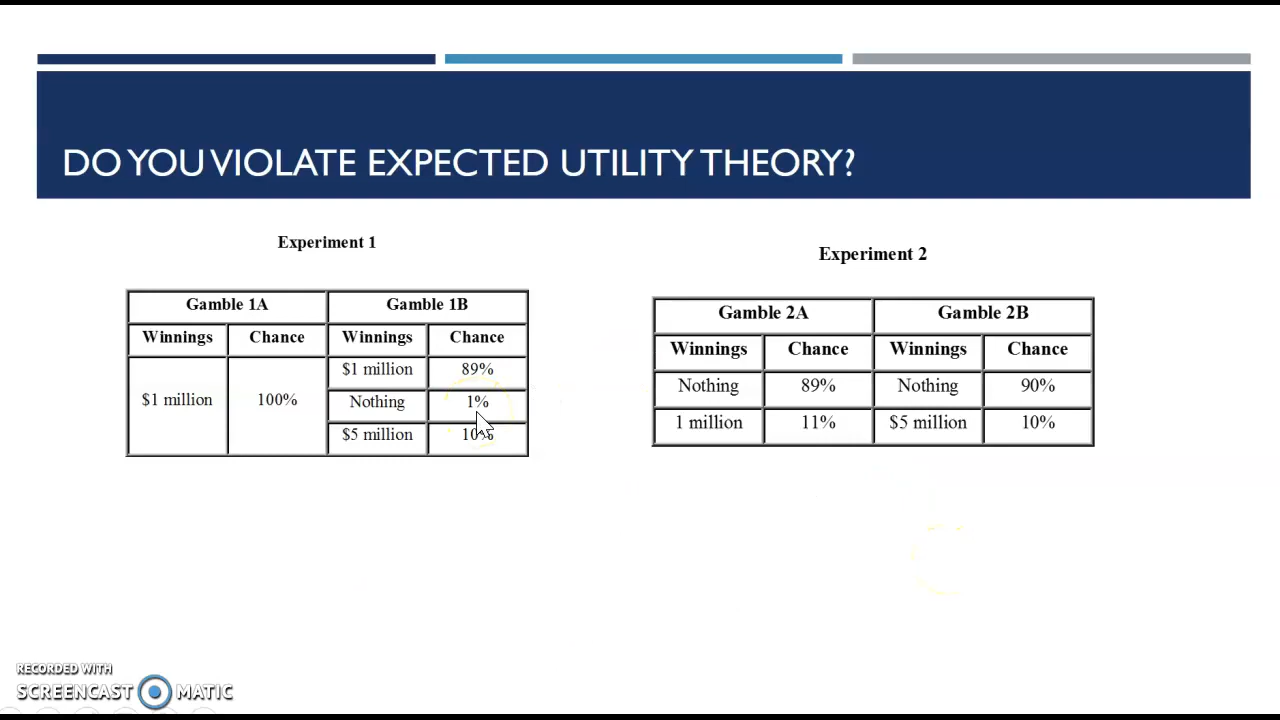 DO YOU VIOLATE EXPECTED UTILITY THEORY?
Experiment 1
Gamble 1A Gamble 1B
Winnings Chance Winnings Chance
$1 million 89%
$1 million 100% Nothing 1%
$5 million 10%
Experiment 2
Gamble 2A Gamble 2B
Winnings Chance Winnings Chance
Nothing 89% Nothing 90%
1 million 11% $5 million 10%
RECORDED WITH
SCREENCAST MATIC